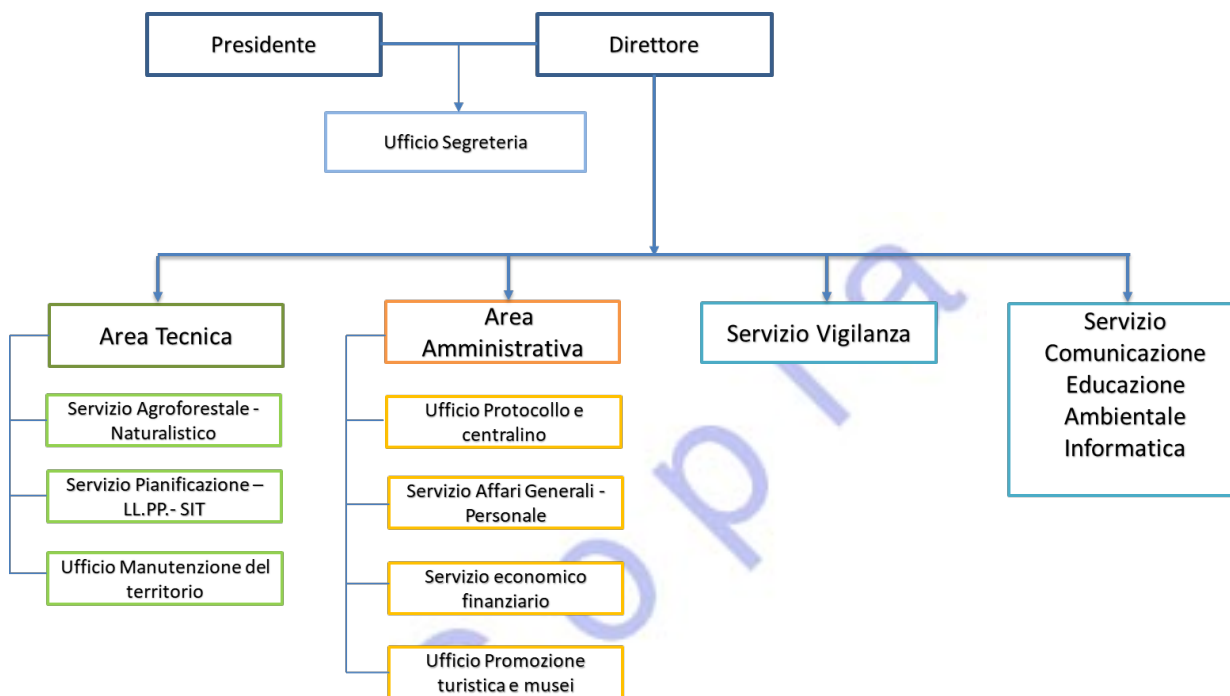 Presidente
Direttore
Ufficio Segreteria
Area Tecnica
Servizio Agroforestale -
Naturalistico
Servizio Pianificazione –
LL.PP.- SIT
Ufficio Manutenzione del
territorio
Area
Amministrativa
Ufficio Protocollo e
centralino
Servizio Affari Generali -
Personale
Servizio economico
finanziario
Ufficio Promozione
turistica e musei
Servizio Vigilanza
Servizio
Comunicazione
Educazione
Ambientale
Informatica
copia